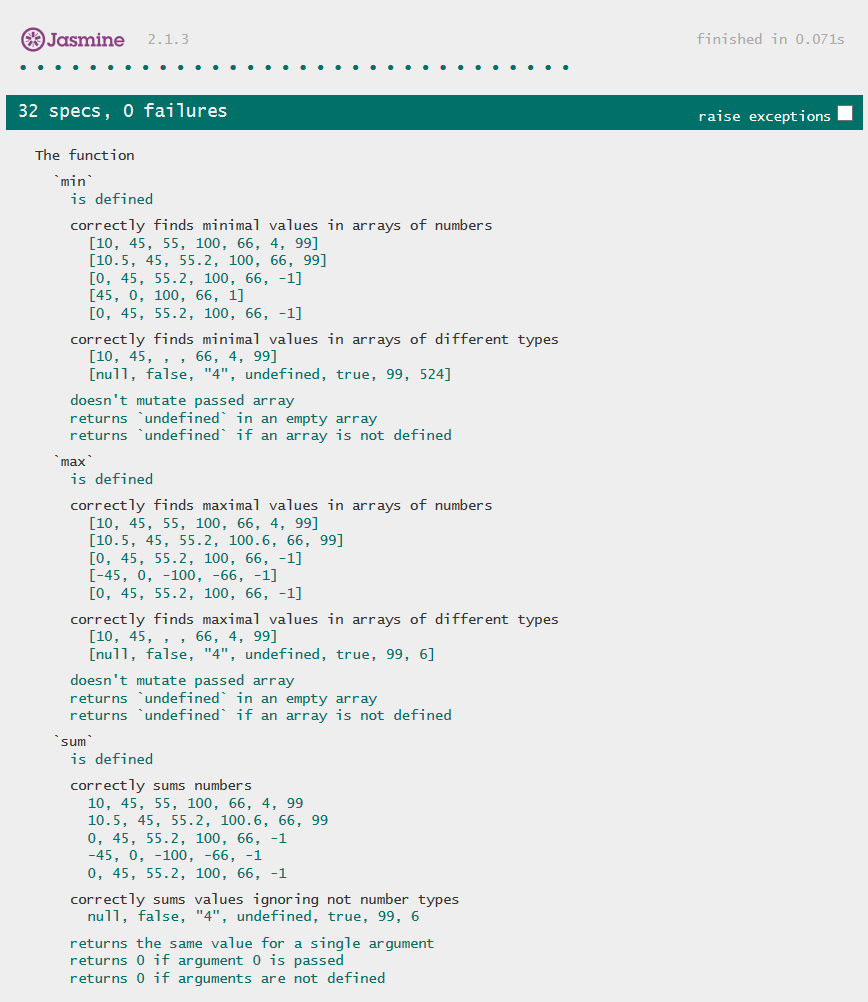 Jasmine 2.1.3 finished in 0.071s
32 specs, 0 failures raise exceptions
The function
`min`
is defined
correctly finds minimal values in arrays of numbers
[10, 45, 55, 100, 66, 4, 99]
[10.5, 45, 55.2, 100, 66, 99]
[0, 45, 55.2, 100, 66, -1]
[45, 0, 100, 66, 1]
[0, 45, 55.2, 100, 66, -1]
correctly finds minimal values in arrays of different types
[10, 45, , , 66, 4, 99]
[null, false, "4", undefined, true, 99, 524]
doesn't mutate passed array
returns `undefined` in an empty array
returns `undefined` if an array is not defined
`max`
is defined
correctly finds maximal values in arrays of numbers
[10, 45, 55, 100, 66, 4, 99]
[10.5, 45, 55.2, 100.6, 66, 99]
[0, 45, 55.2, 100, 66, -1]
[-45, 0, -100, -66, -1]
[0, 45, 55.2, 100, 66, -1]
correctly finds maximal values in arrays of different types
[10, 45, , , 66, 4, 99]
[null, false, "4", undefined, true, 99, 6]
doesn't mutate passed array
returns `undefined` in an empty array
returns `undefined` if an array is not defined
`sum`
is defined
correctly sums numbers
10, 45, 55, 100, 66, 4, 99
10.5, 45, 55.2, 100.6, 66, 99
0, 45, 55.2, 100, 66, -1
-45, 0, -100, -66, -1
0, 45, 55.2, 100, 66, -1
correctly sums values ignoring not number types
null, false, "4", undefined, true, 99, 6
returns the same value for a single argument
returns 0 if argument 0 is passed
returns 0 if arguments are not defined